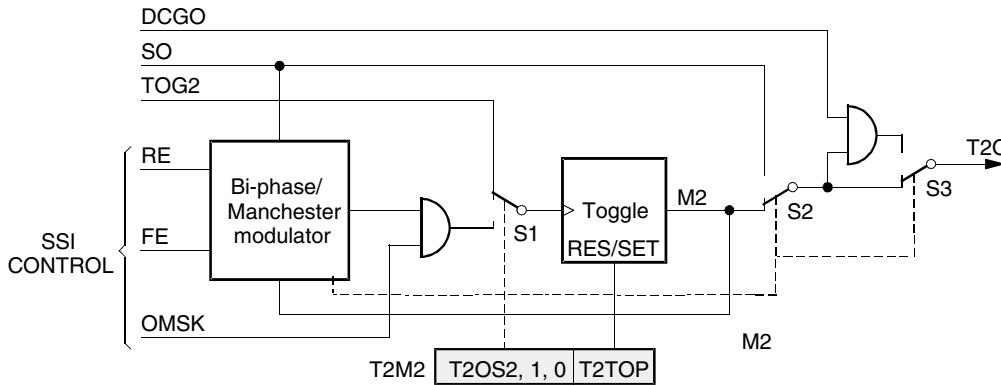 DCGO
SO
TOG2
RE
Bi-phase/
Manchester
modulator
FE
SSI
CONTROL
OMSK
S1
Toggle
RES/SET
M2
S2
S3
T2O
M2
T2M2
T2OS2, 1, 0
T2TOP